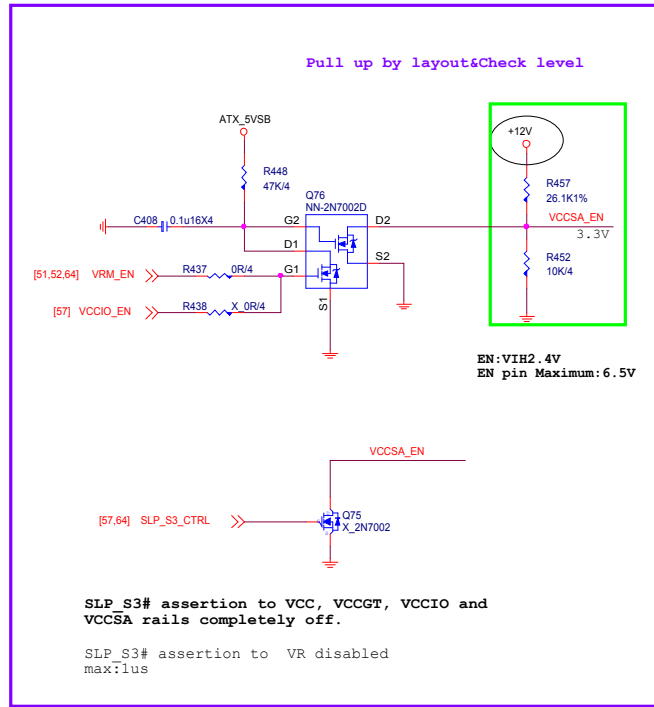 Pull up by layout&Check level
ATX_5VSB
+12V
R448
47K/4
Q76
NN-2N7002D
R457
26.1K1%
C408
0.1u16X4
G2
D2
VCCSA_EN
3.3V
D1
S2
R452
10K/4
[51,52,64] VRM_EN
R437
0R/4
G1
[57] VCCIO_EN
R438
X_0R/4
S1
EN:VIH2.4V
EN pin Maximum:6.5V
VCCSA_EN
[57,64] SLP_S3_CTRL
Q75
X_2N7002
SLP_S3# assertion to VCC, VCCGT, VCCIO and
VCCSA rails completely off.
SLP_S3# assertion to VR disabled
max:1us